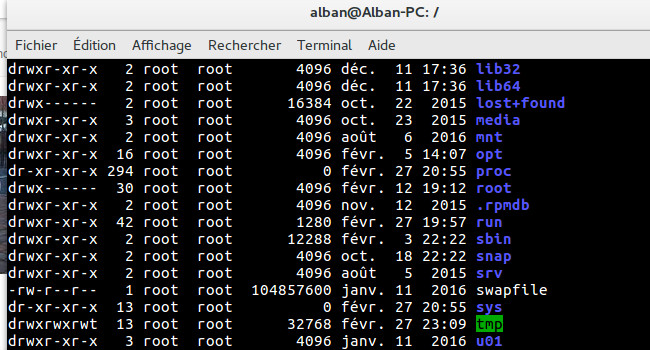 alban@Alban-PC: /
Fichier Édition Affichage Rechercher Terminal Aide
drwxr-xr-x 2 root root 4096 déc. 11 17:36 lib32
drwxr-xr-x 2 root root 4096 déc. 11 17:36 lib64
drwx------ 2 root root 16384 oct. 22 2015 lost+found
drwxr-xr-x 3 root root 4096 oct. 23 2015 media
drwxr-xr-x 2 root root 4096 août 6 2016 mnt
drwxr-xr-x 16 root root 4096 févr. 5 14:07 opt
dr-xr-xr-x 294 root root 0 févr. 27 20:55 proc
drwx------ 30 root root 4096 févr. 12 19:12 root
drwxr-xr-x 2 root root 4096 nov. 12 2015 .rpmdb
drwxr-xr-x 42 root root 1280 févr. 27 19:57 run
drwxr-xr-x 2 root root 12288 févr. 3 22:22 sbin
drwxr-xr-x 2 root root 4096 oct. 18 22:22 snap
drwxr-xr-x 2 root root 4096 août 5 2015 srv
-rw-r--r-- 1 root root 104857600 janv. 11 2016 swapfile
dr-xr-xr-x 13 root root 0 févr. 27 20:55 sys
drwxrwxrwt 13 root root 32768 févr. 27 23:09 tmp
drwxr-xr-x 3 root root 4096 janv. 11 2016 u01